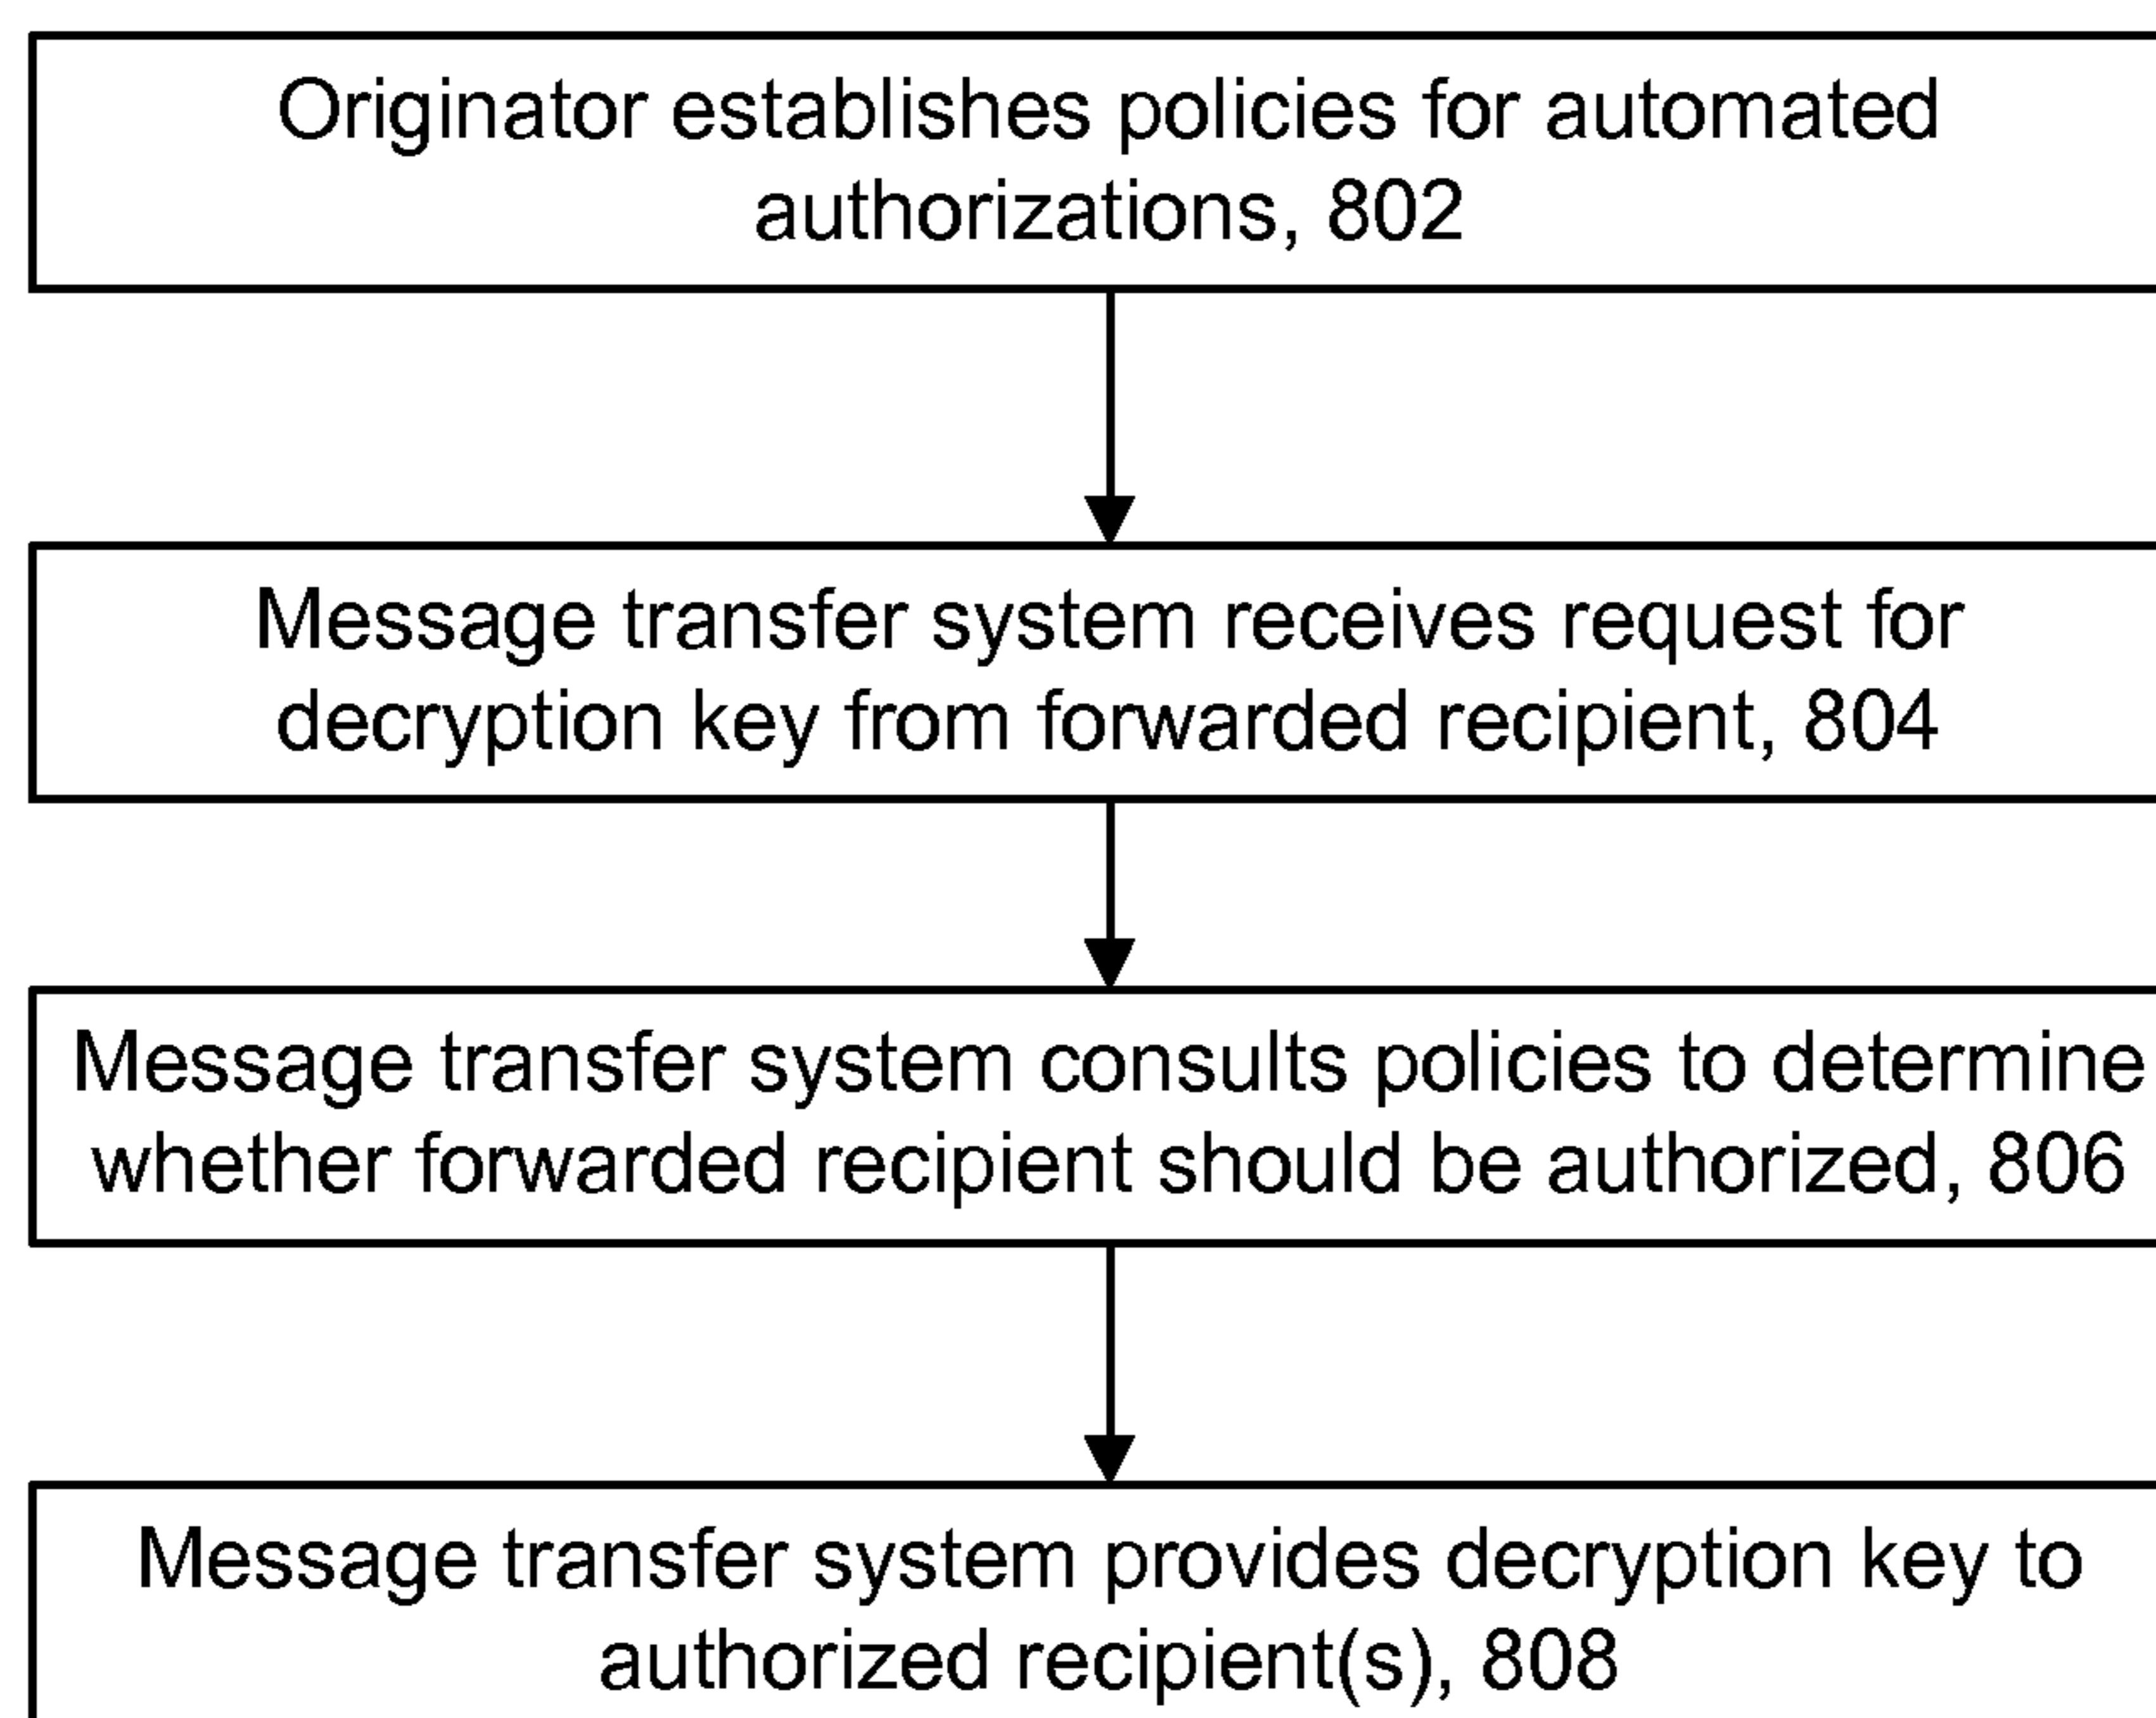 Originator establishes policies for automated
authorizations, 802
Message transfer system receives request for
decryption key from forwarded recipient, 804
Message transfer system consults policies to determine
whether forwarded recipient should be authorized, 806
Message transfer system provides decryption key to
authorized recipient(s), 808